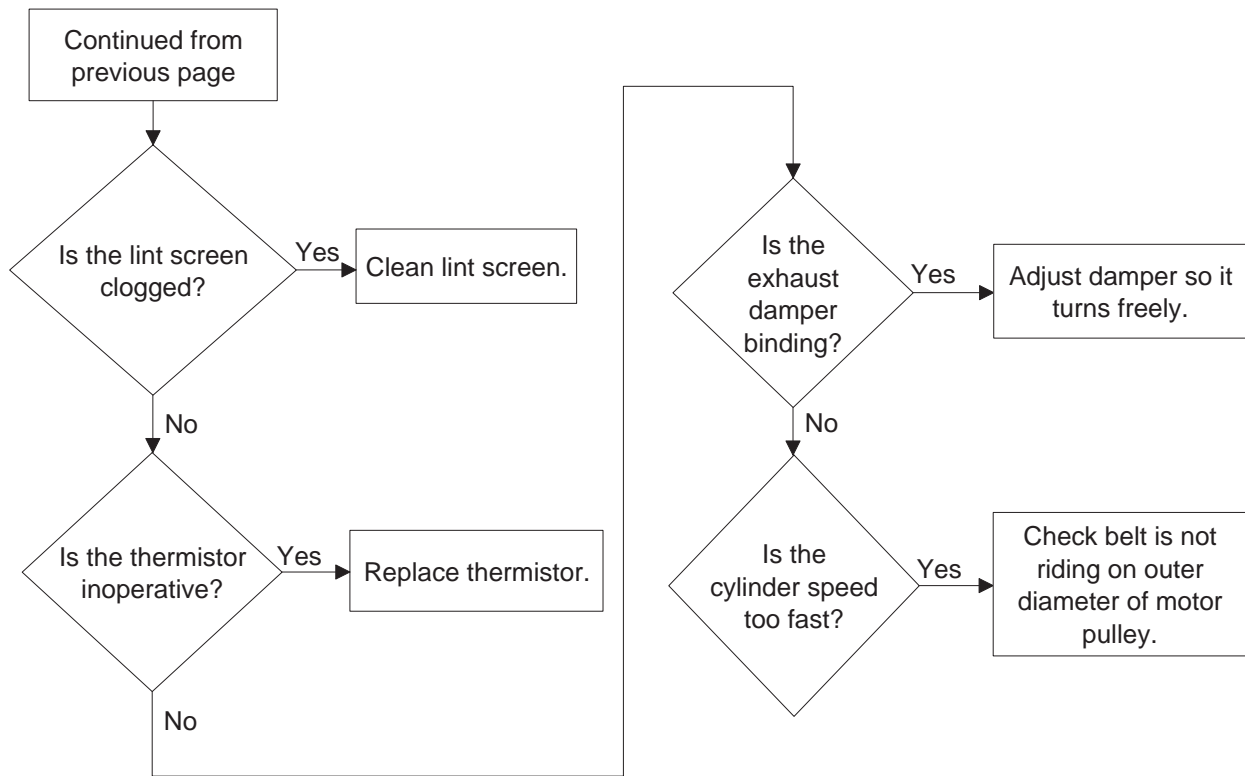 Continued from
previous page
Is the lint screen
clogged?
Yes
Clean lint screen.
No
Is the thermistor
inoperative?
Yes
Replace thermistor.
No
Is the
exhaust
damper
binding?
Yes
Adjust damper so it
turns freely.
No
Is the
cylinder speed
too fast?
Yes
Check belt is not
riding on outer
diameter of motor
pulley.